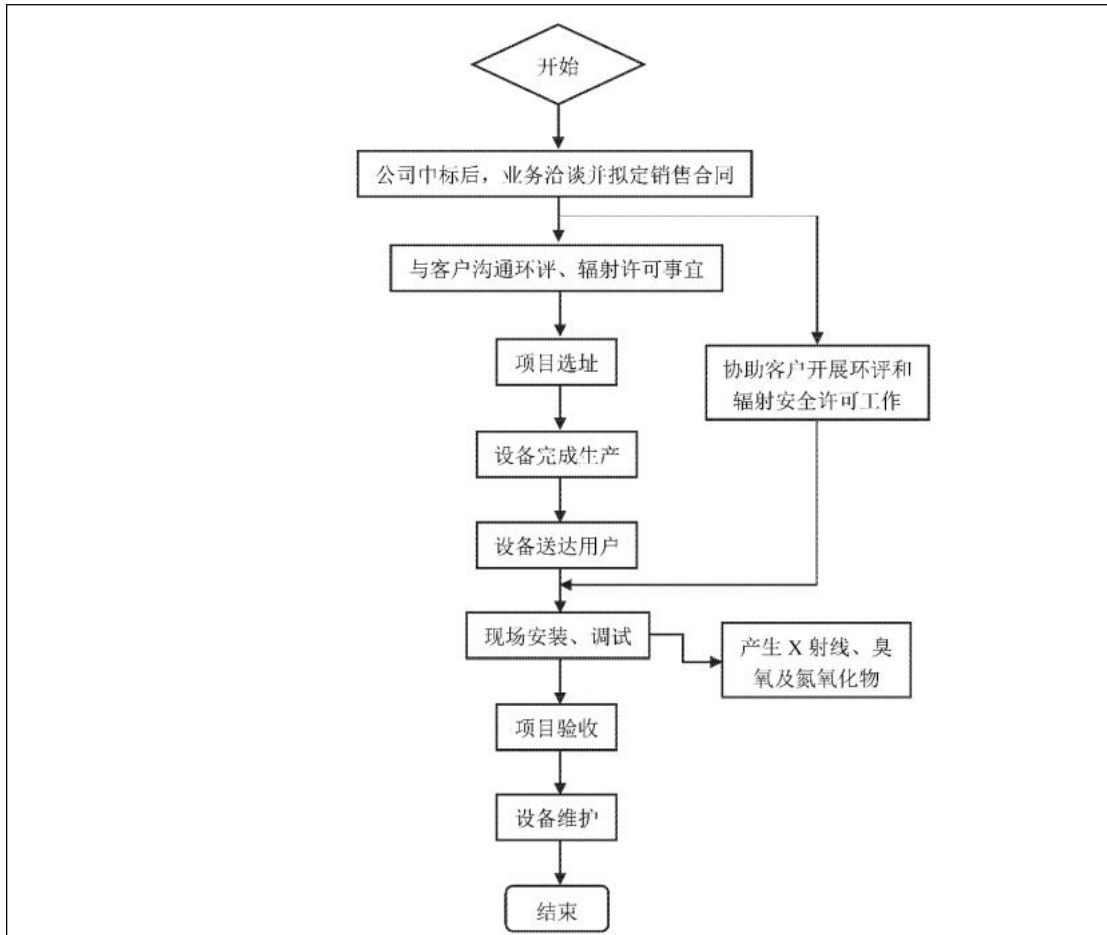 开始
公司中标后，业务洽谈并拟定销售合同
与客户沟通环评、辐射许可事宜
项目选址
协助客户开展环评和
辐射安全许可工作
设备完成生产
设备送达用户
现场安装、调试
产生 X 射线、臭
氧及氮氧化物
项目验收
设备维护
结束